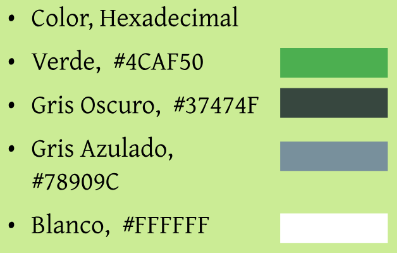 • Color, Hexadecimal
• Verde, #4CAF50
• Gris Oscuro, #37474F
• Gris Azulado,
#78909C
• Blanco, #FFFFFF